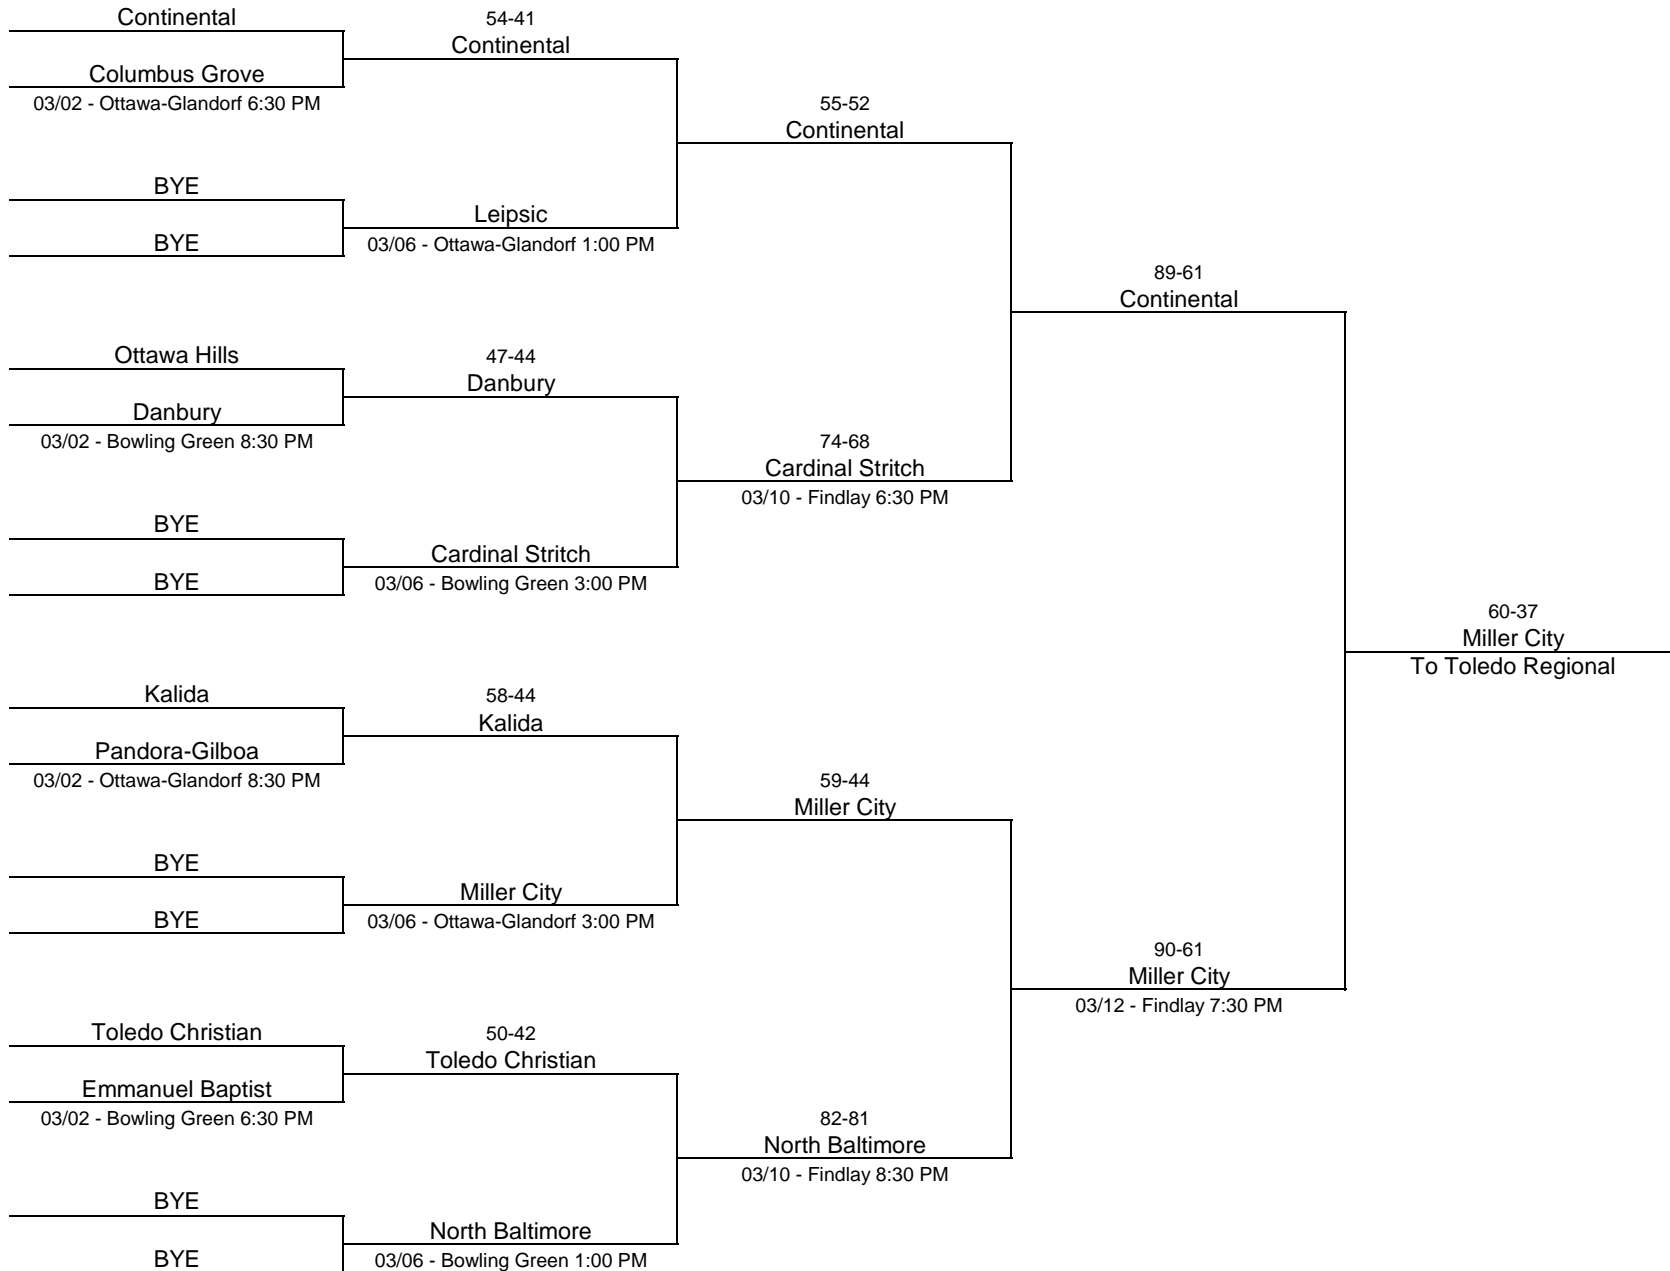 Continental
54-41
Continental
Columbus Grove
03/02 - Ottawa-Glandorf 6:30 PM
55-52
Continental
BYE
Leipsic
BYE
03/06 - Ottawa-Glandorf 1:00 PM
89-61
Continental
Ottawa Hills
47-44
Danbury
Danbury
03/02 - Bowling Green 8:30 PM
74-68
Cardinal Stritch
03/10 - Findlay 6:30 PM
BYE
Cardinal Stritch
BYE
03/06 - Bowling Green 3:00 PM
60-37
Miller City
To Toledo Regional
Kalida
58-44
Kalida
Pandora-Gilboa
03/02 - Ottawa-Glandorf 8:30 PM
59-44
Miller City
BYE
Miller City
BYE
03/06 - Ottawa-Glandorf 3:00 PM
90-61
Miller City
03/12 - Findlay 7:30 PM
Toledo Christian
50-42
Toledo Christian
Emmanuel Baptist
03/02 - Bowling Green 6:30 PM
82-81
North Baltimore
03/10 - Findlay 8:30 PM
BYE
North Baltimore
BYE
03/06 - Bowling Green 1:00 PM